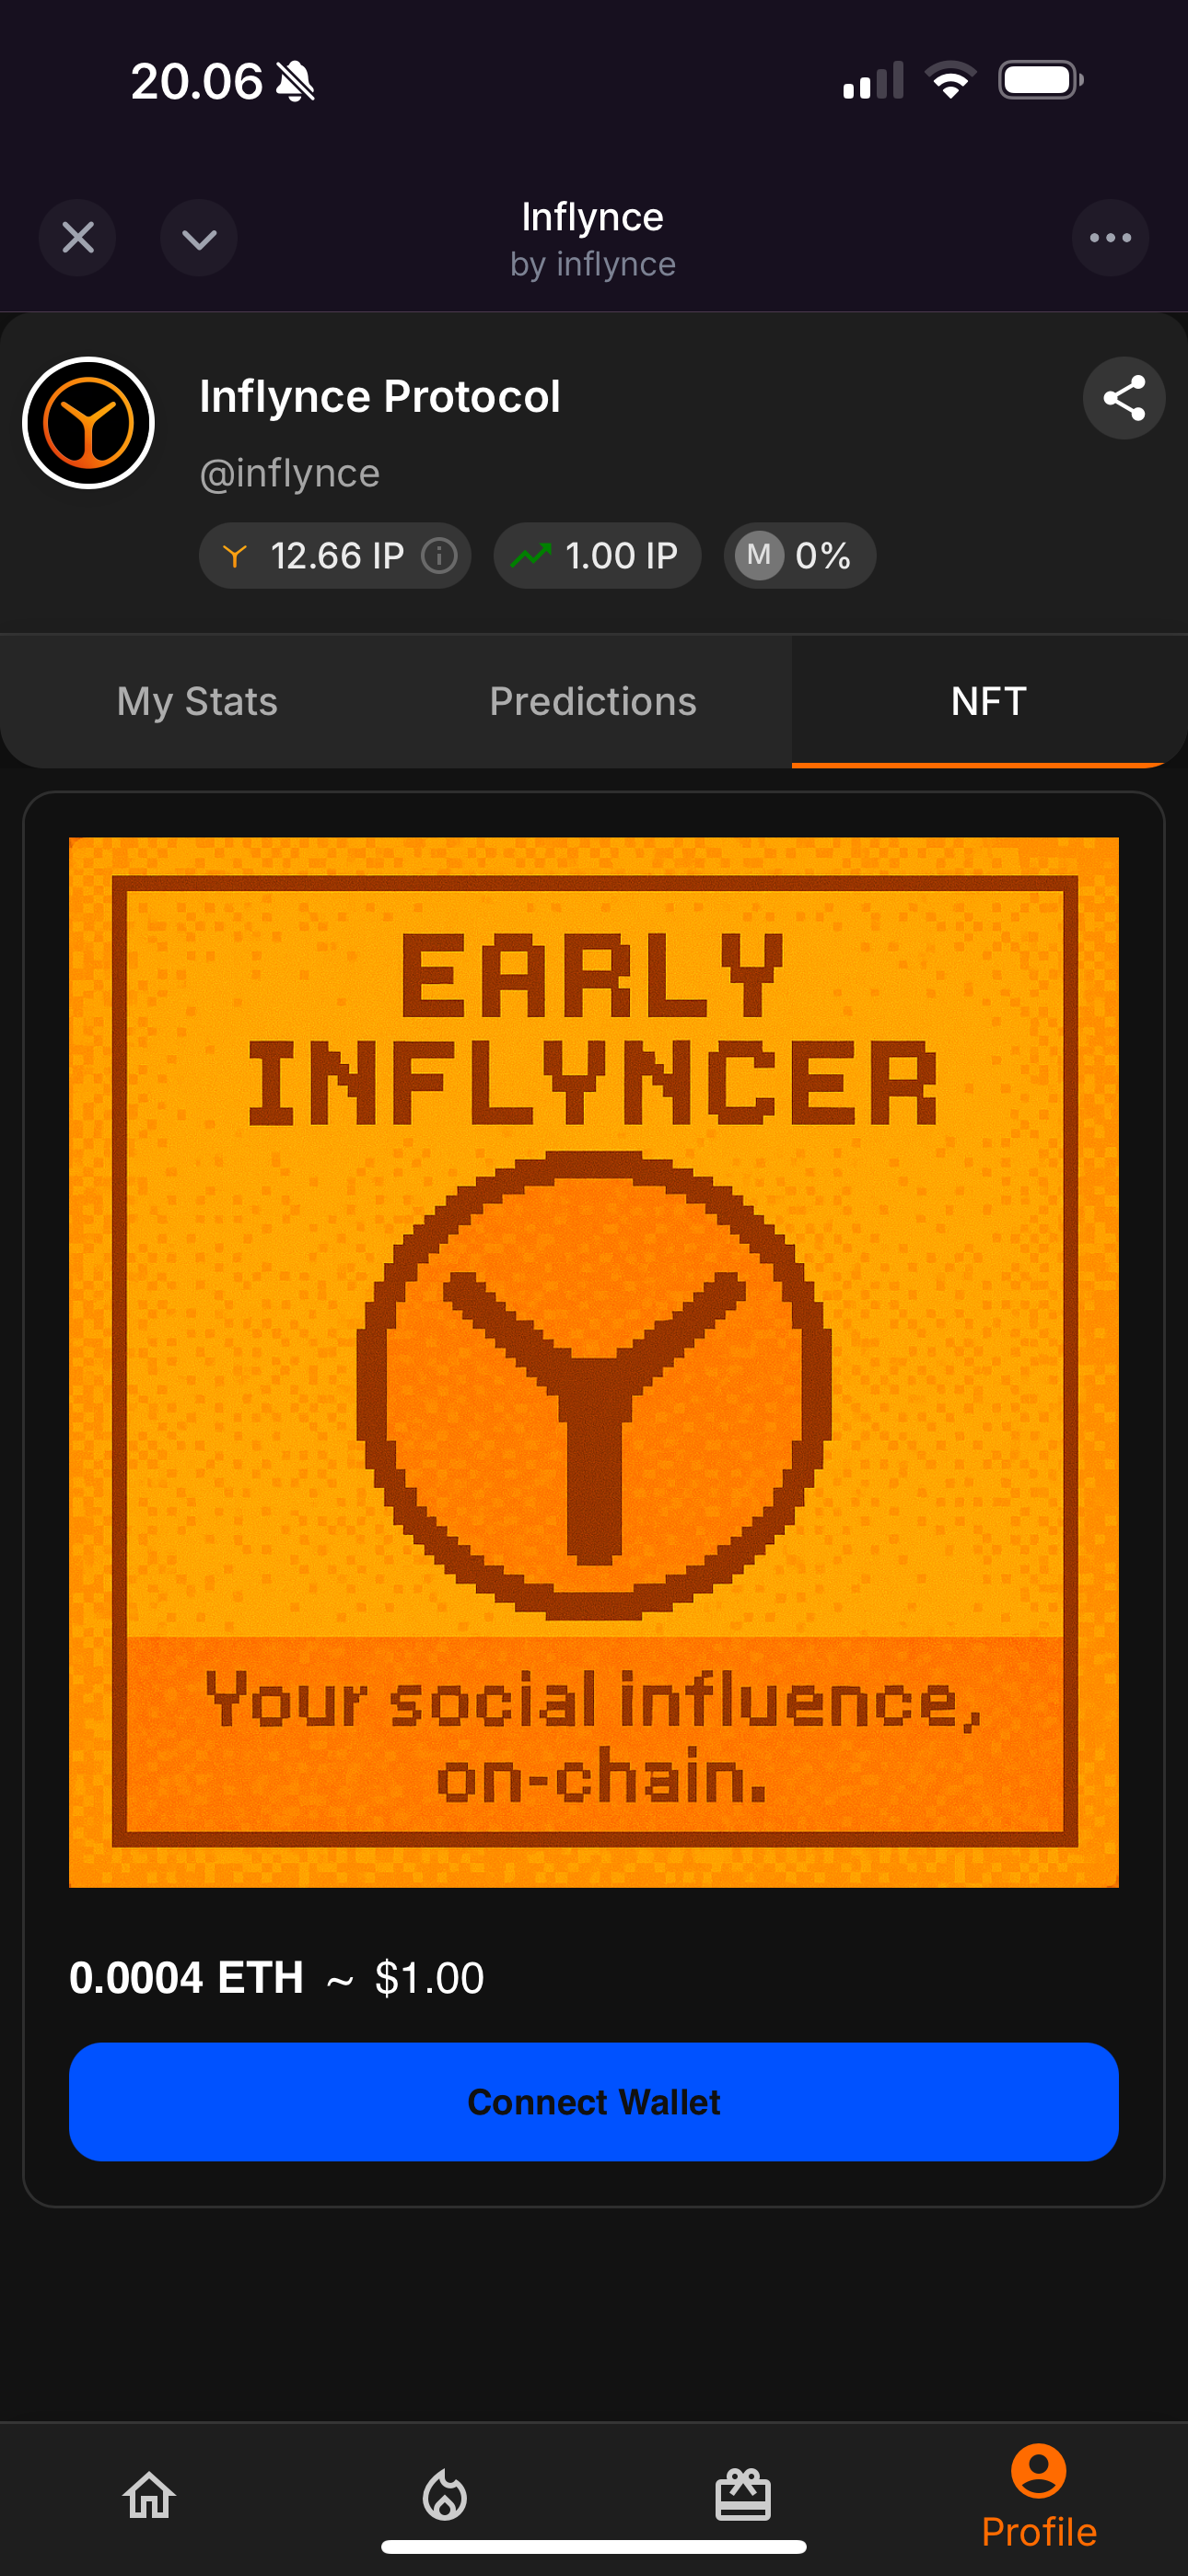 20.06
Inflynce
by inflynce
Inflynce Protocol
@inflynce
12.66 IP
1.00 IP
M 0%
My Stats
Predictions
NFT
EARLY
INFLYNCER
Your social influence,
on-chain.
0.0004 ETH ~ $1.00
Connect Wallet
Profile